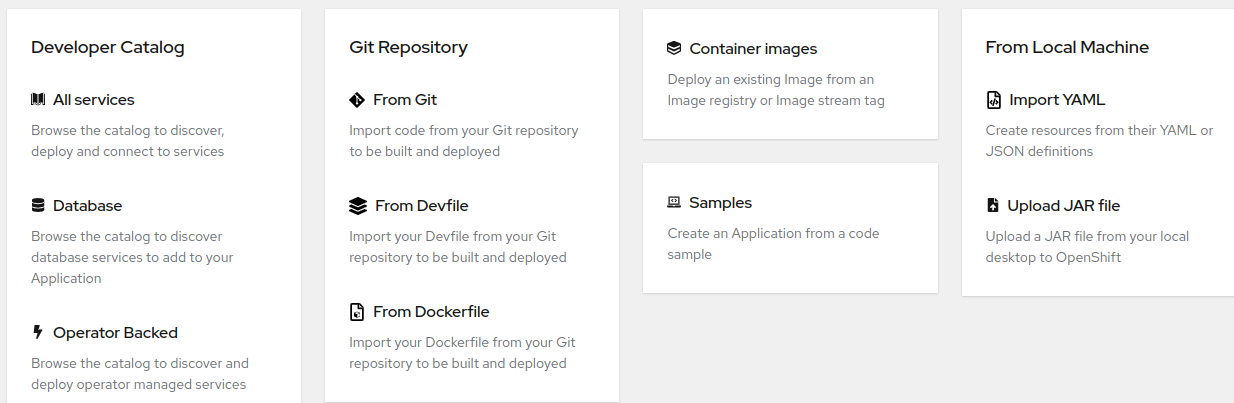 Developer Catalog
All services
Browse the catalog to discover,
deploy and connect to services
Database
Browse the catalog to discover
database services to add to your
Application
Operator Backed
Browse the catalog to discover and
deploy operator managed services
Git Repository
From Git
Import code from your Git repository
to be built and deployed
From Devfile
Import your Devfile from your Git
repository to be built and deployed
From Dockerfile
Import your Dockerfile from your Git
repository to be built and deployed
Container images
Deploy an existing Image from an
Image registry or Image stream tag
Samples
Create an Application from a code
sample
From Local Machine
Import YAML
Create resources from their YAML or
JSON definitions
Upload JAR file
Upload a JAR file from your local
desktop to OpenShift